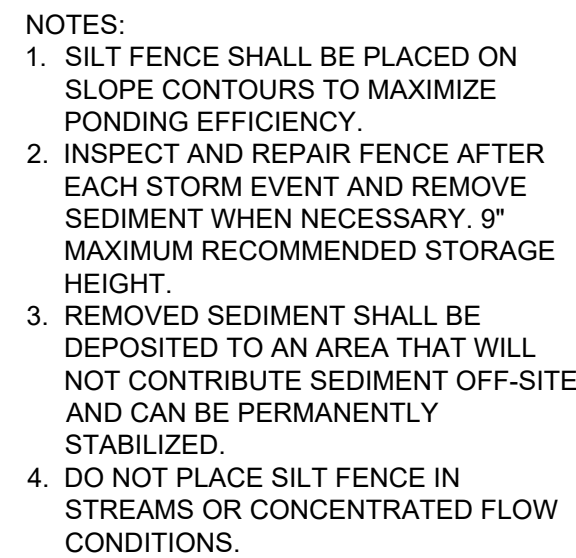 NOTES:
1. SILT FENCE SHALL BE PLACED ON
SLOPE CONTOURS TO MAXIMIZE
PONDING EFFICIENCY.
2. INSPECT AND REPAIR FENCE AFTER
EACH STORM EVENT AND REMOVE
SEDIMENT WHEN NECESSARY. 9"
MAXIMUM RECOMMENDED STORAGE
HEIGHT.
3. REMOVED SEDIMENT SHALL BE
DEPOSITED TO AN AREA THAT WILL
NOT CONTRIBUTE SEDIMENT OFF-SITE
AND CAN BE PERMANENTLY
STABILIZED.
4. DO NOT PLACE SILT FENCE IN
STREAMS OR CONCENTRATED FLOW
CONDITIONS.